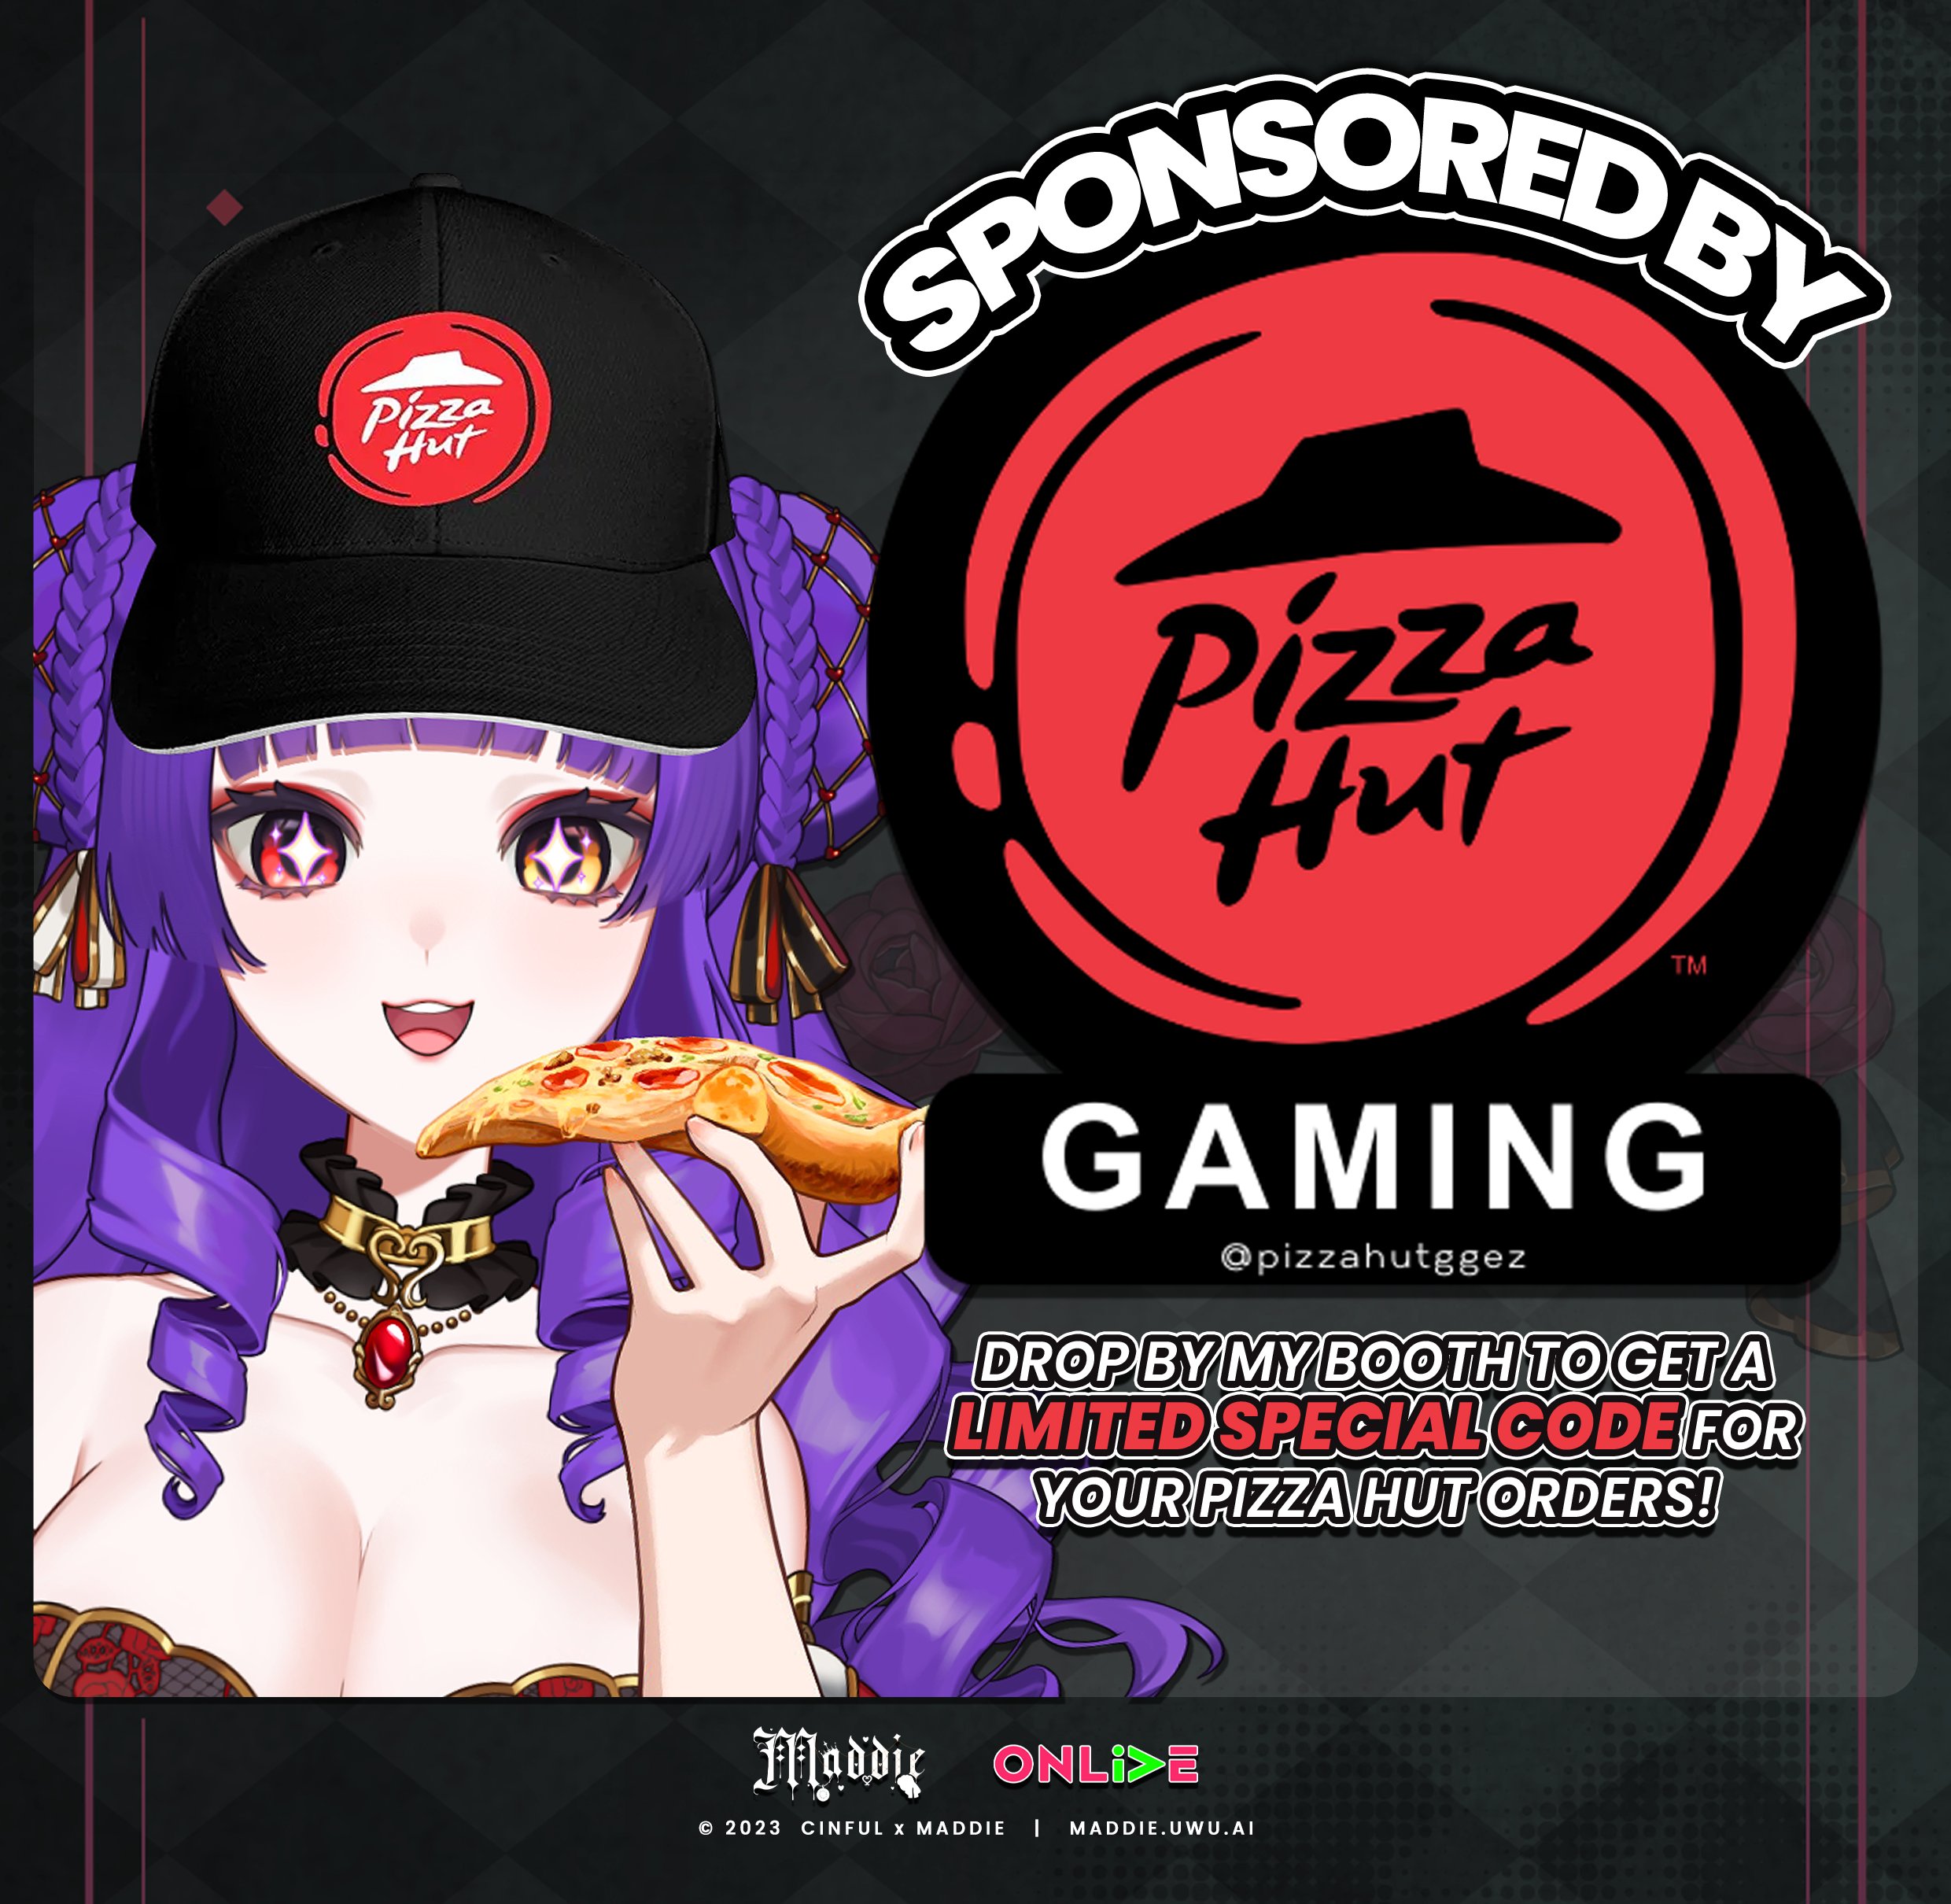 SPONSORED BY
Pizza
Hut
Pizza
Hut
TM
GAMING
@pizzahutggez
DROP BY MY BOOTH TO GET A
LIMITED SPECIAL CODE FOR
YOUR PIZZA HUT ORDERS!
Maddie ONLiVE
© 2023 CINFUL x MADDIE | MADDIE.UWU.AI